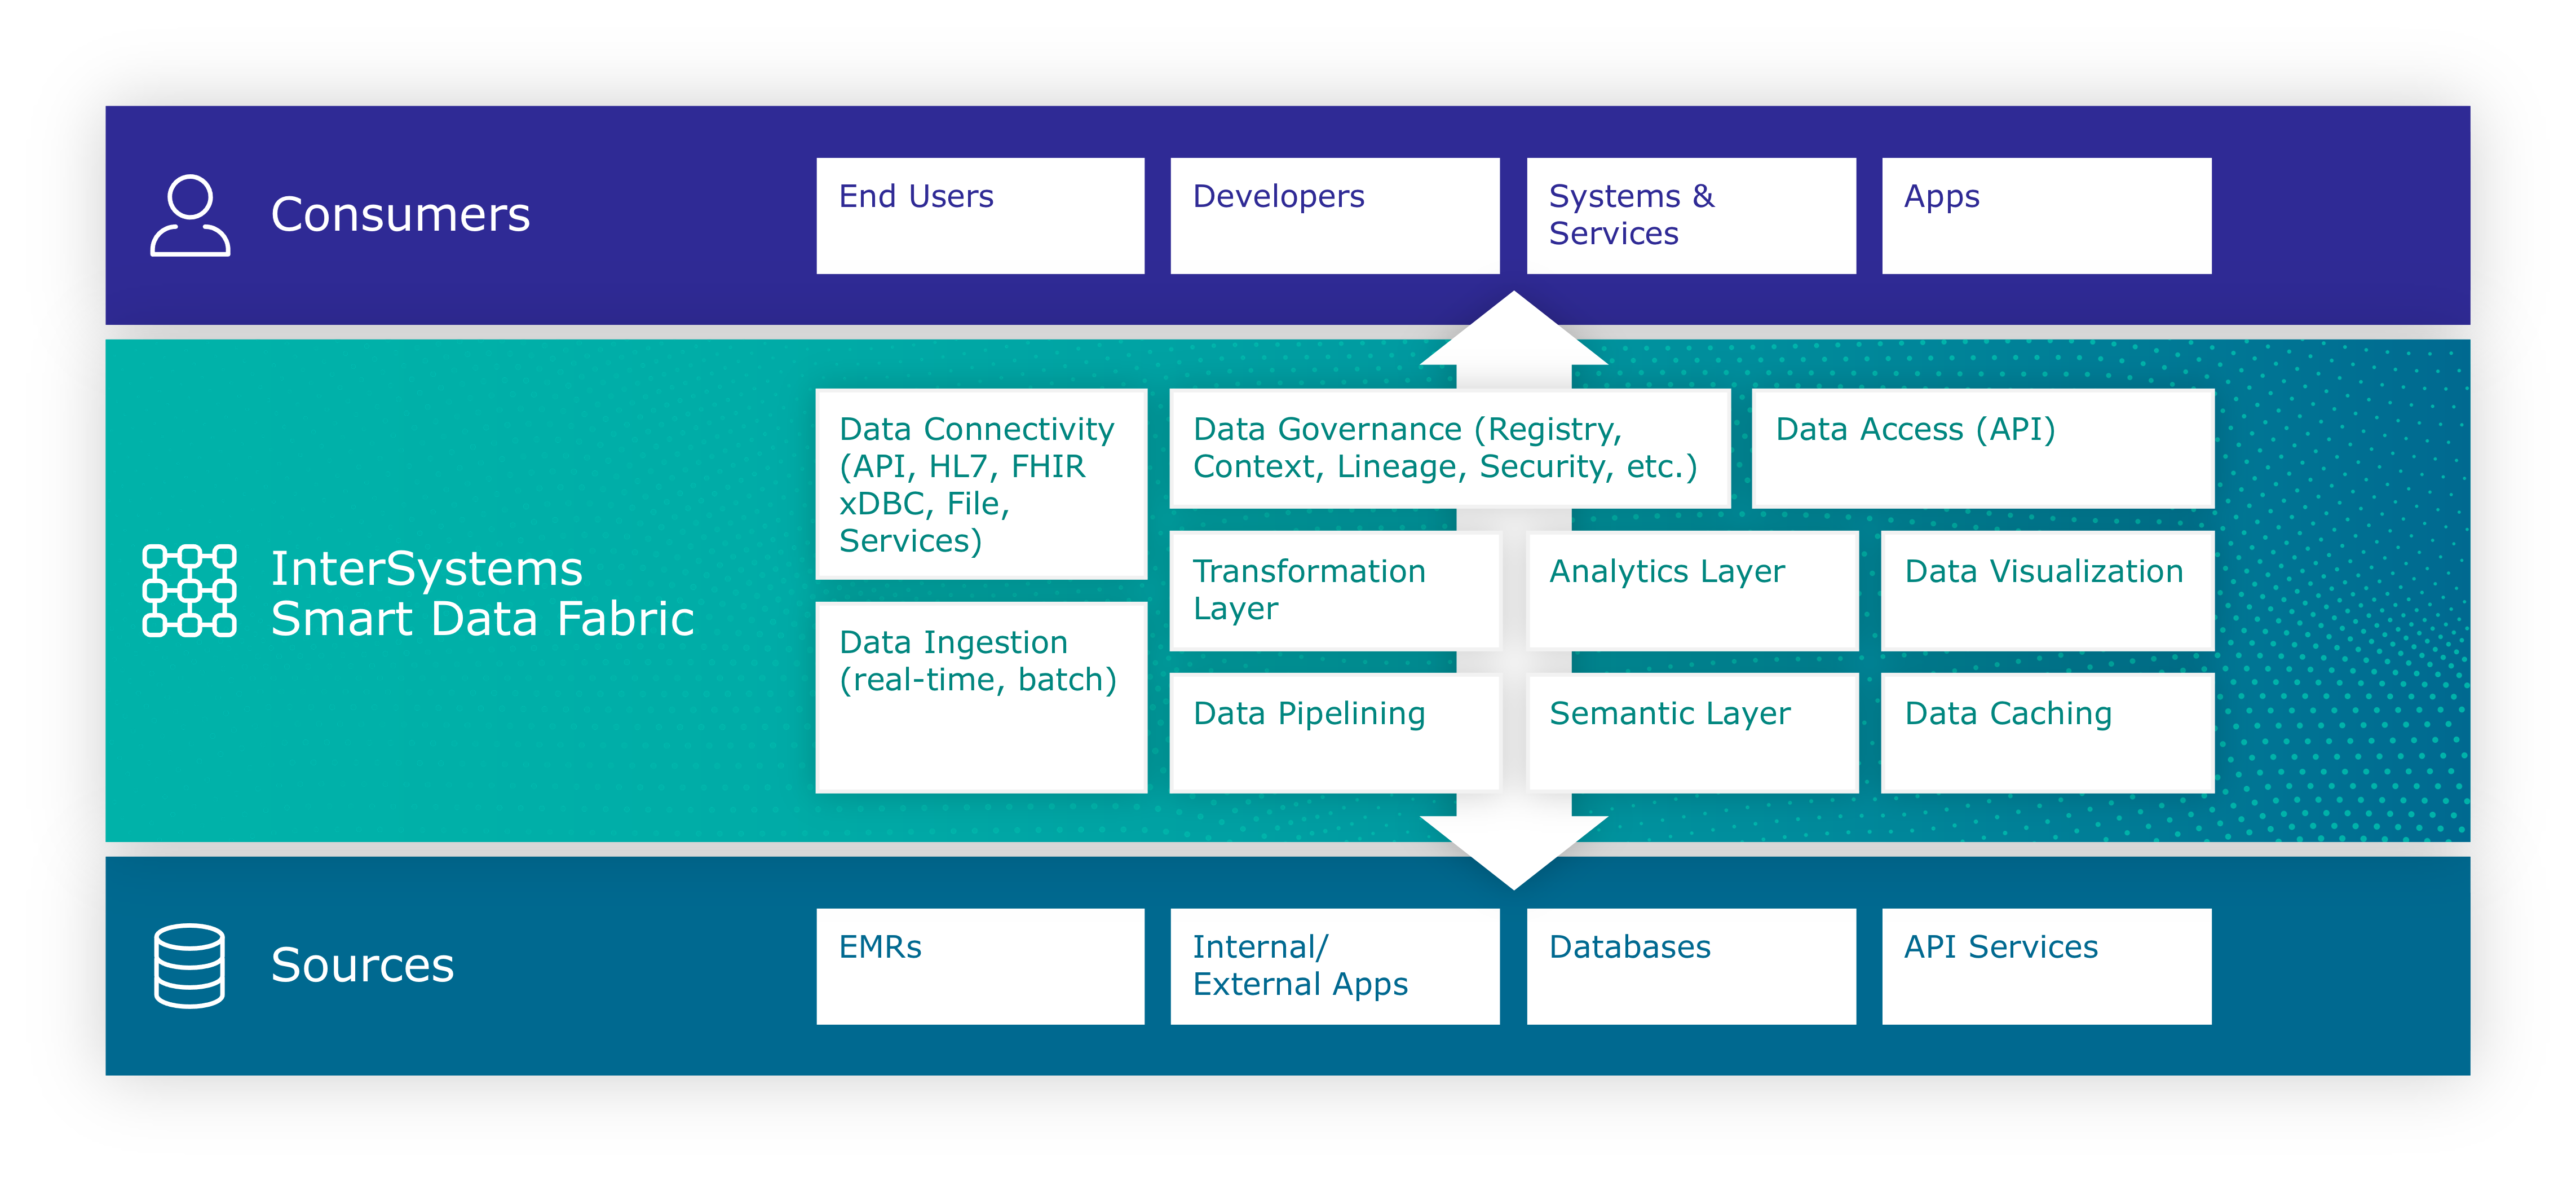 Consumers
End Users
Developers
Systems &
Services
Apps
InterSystems
Smart Data Fabric
Data Connectivity
(API, HL7, FHIR
xDBC, File,
Services)
Data Ingestion
(real-time, batch)
Data Governance (Registry,
Context, Lineage, Security, etc.)
Data Access (API)
Transformation
Layer
Analytics Layer
Data Visualization
Data Pipelining
Semantic Layer
Data Caching
Sources
EMRs
Internal/
External Apps
Databases
API Services